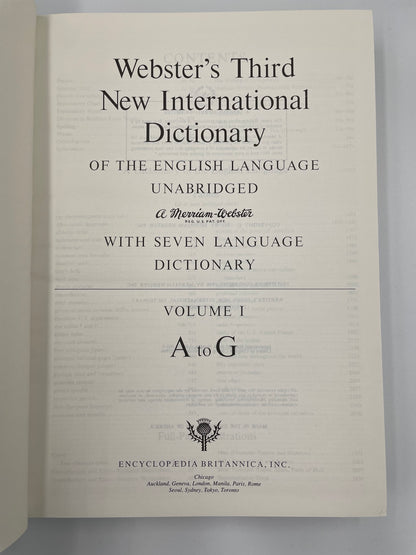 Webster's Third
New International
Dictionary
OF THE ENGLISH LANGUAGE
UNABRIDGED
A Merriam-Webster
REG. U.S. PAT. OFF.
WITH SEVEN LANGUAGE
DICTIONARY
VOLUME I
A to G
ENCYCLOPÆDIA BRITANNICA, INC.
Chicago
Auckland, Geneva, London, Manila, Paris, Rome
Seoul, Sydney, Tokyo, Toronto